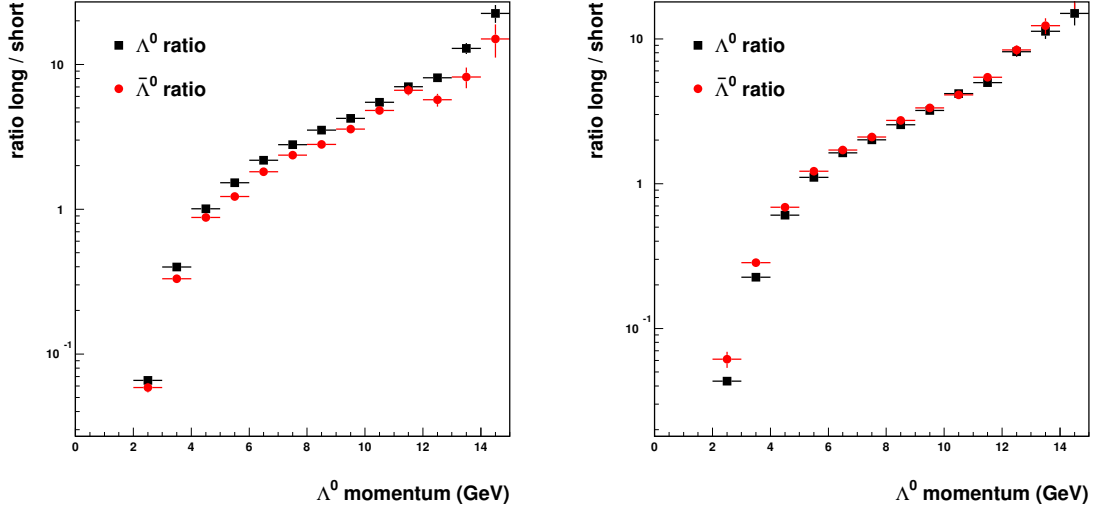 ratio long / short
Λ⁰ ratio
Λ̄⁰ ratio
10
1
10⁻¹
0 2 4 6 8 10 12 14
Λ⁰ momentum (GeV)
ratio long / short
Λ⁰ ratio
Λ̄⁰ ratio
10
1
10⁻¹
0 2 4 6 8 10 12 14
Λ⁰ momentum (GeV)